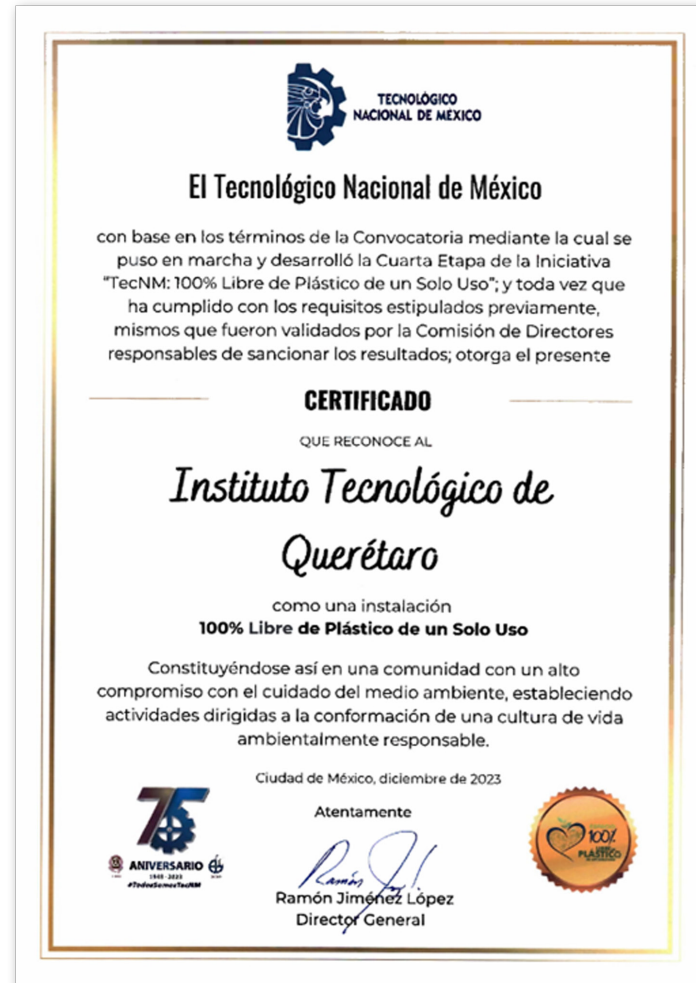 TECNOLÓGICO
NACIONAL DE MÉXICO
El Tecnológico Nacional de México
con base en los términos de la Convocatoria mediante la cual se
puso en marcha y desarrolló la Cuarta Etapa de la Iniciativa
"TecNM: 100% Libre de Plástico de un Solo Uso"; y toda vez que
ha cumplido con los requisitos estipulados previamente,
mismos que fueron validados por la Comisión de Directores
responsables de sancionar los resultados; otorga el presente
CERTIFICADO
QUE RECONOCE AL
Instituto Tecnológico de
Querétaro
como una instalación
100% Libre de Plástico de un Solo Uso
Constituyéndose así en una comunidad con un alto
compromiso con el cuidado del medio ambiente, estableciendo
actividades dirigidas a la conformación de una cultura de vida
ambientalmente responsable.
Ciudad de México, diciembre de 2023
Atentamente
Ramón Jiménez López
Director General
75
ANIVERSARIO
1948 - 2023
#TodosSomosTecNM
100%
PLÁSTICO